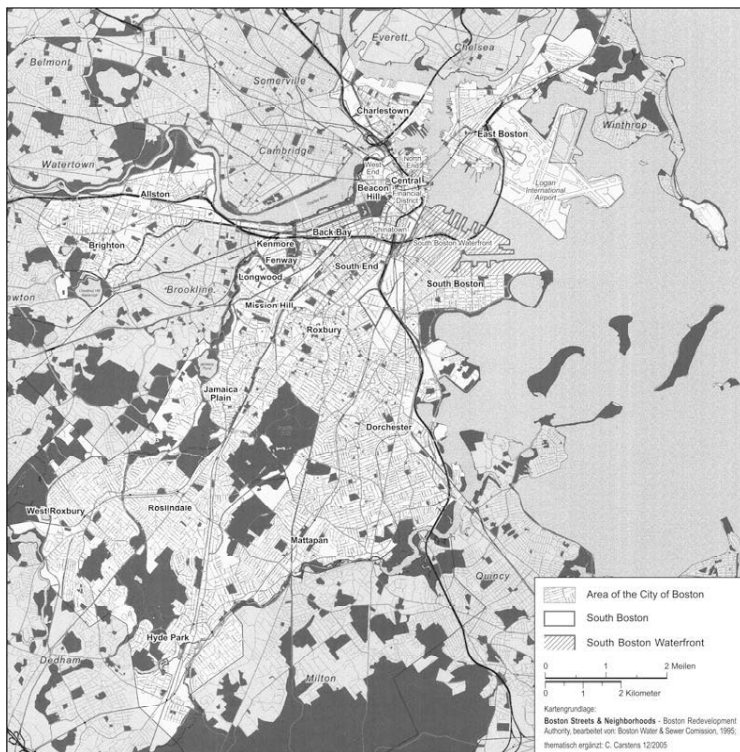 Everett
Chelsea
Belmont
Somerville
Charlestown
Winthrop
East Boston
Watertown
Cambridge
North
End
West
End
Central
Allston
Beacon
Hill
Financial
District
Logan
International
Airport
Back Bay
Chinatown
Brighton
Kenmore
South Boston Waterfront
Fenway
South End
Longwood
South Boston
Brookline
ewton
Mission Hill
Roxbury
Jamaica
Plain
Dorchester
West Roxbury
Roslindale
Mattapan
Quincy
Hyde Park
Dedham
Milton
Area of the City of Boston
South Boston
South Boston Waterfront
0 1 2 Meilen
0 1 2 Kilometer
Kartengrundlage:
Boston Streets & Neighborhoods - Boston Redevelopment
Authority, bearbeitet von: Boston Water & Sewer Comission, 1995;
thematisch ergänzt: C. Carstens 12/2005